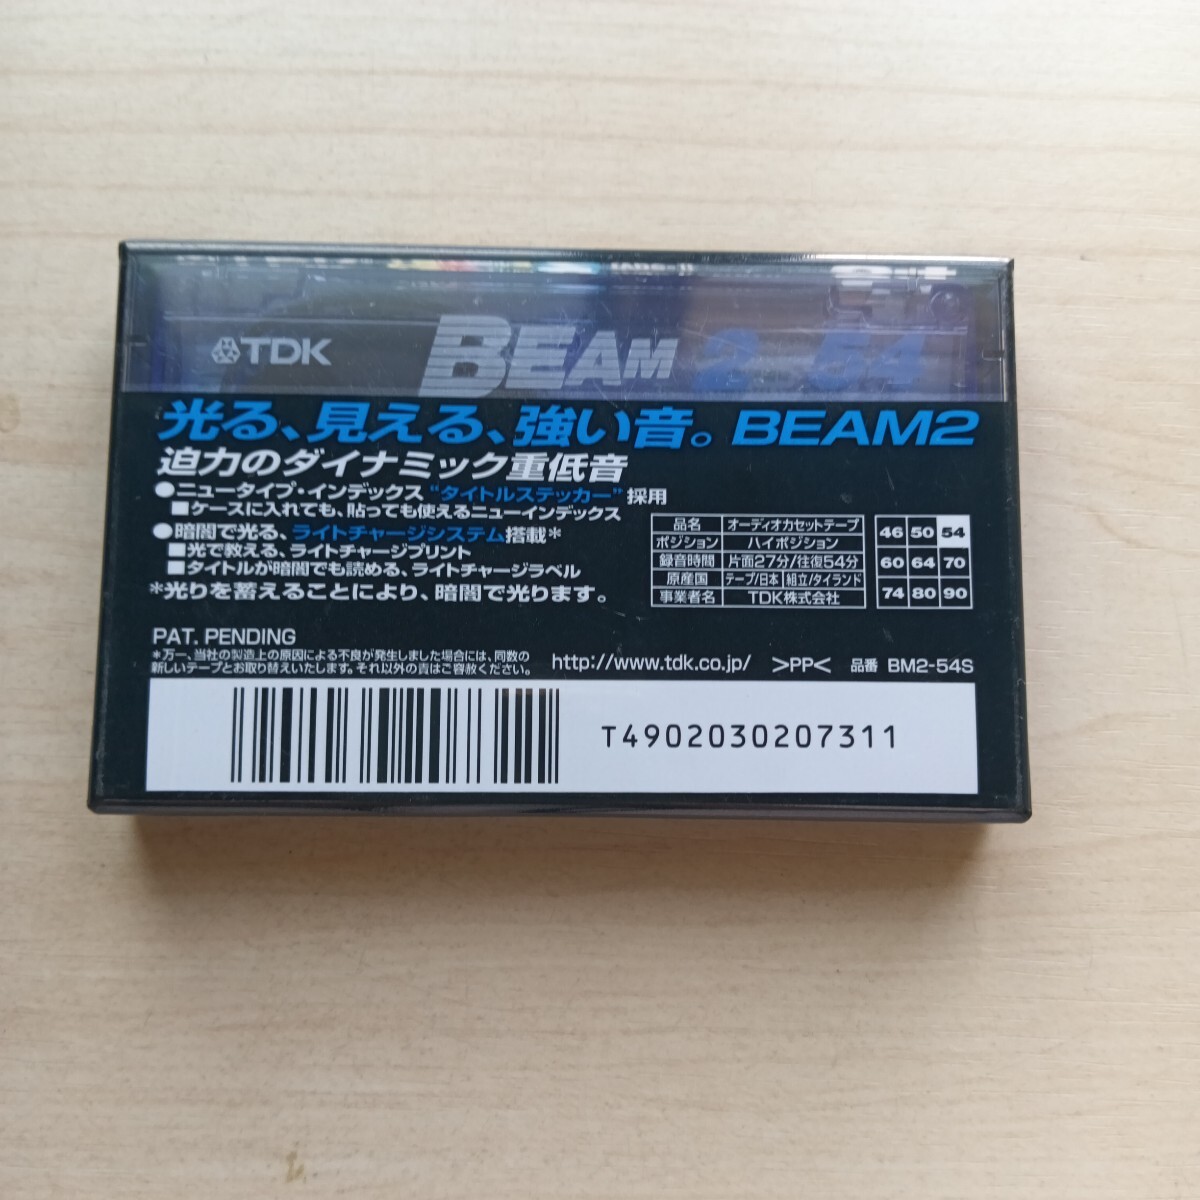 TDK BEAM 2 54
光る、見える、強い音。BEAM2
迫力のダイナミック重低音
●ニュータイプ・インデックス"タイトルステッカー"採用
■ケースに入れても、貼っても使えるニューインデックス
●暗闇で光る、ライトチャージシステム搭載*
■光で教える、ライトチャージプリント
■タイトルが暗闇でも読める、ライトチャージラベル
*光りを蓄えることにより、暗闇で光ります。
品名 オーディオカセットテープ
ポジション ハイポジション
録音時間 片面27分/往復54分
原産国 テープ/日本 組立/タイランド
事業者名 TDK株式会社
46 50 54
60 64 70
74 80 90
PAT. PENDING
*万一、当社の製造上の原因による不良が発生しました場合には、同数の
新しいテープとお取り替えいたします。それ以外の責はご容赦ください。
http://www.tdk.co.jp/ >PP< 品番 BM2-54S
T4902030207311